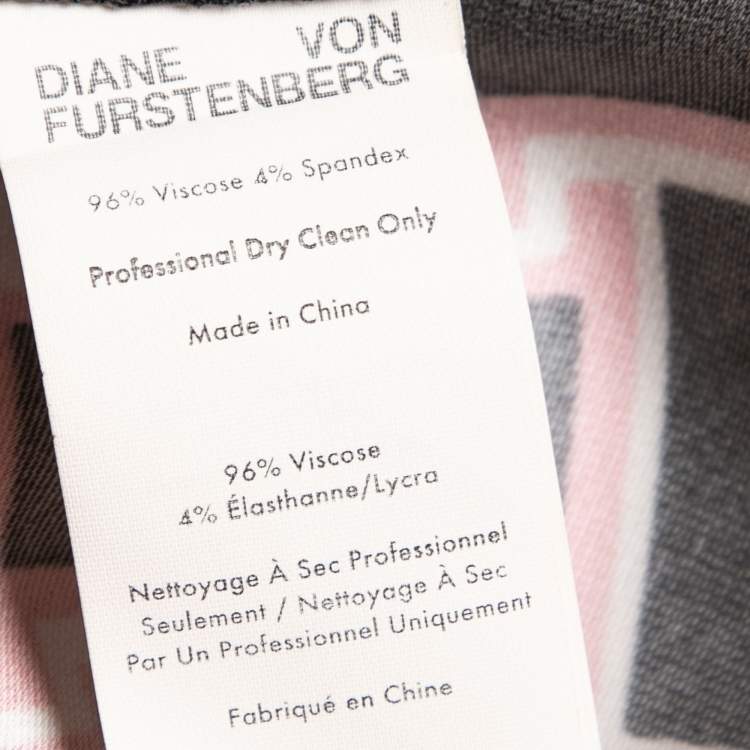 DIANE VON
FURSTENBERG
96% Viscose 4% Spandex
Professional Dry Clean Only
Made in China
96% Viscose
4% Élasthanne/Lycra
Nettoyage À Sec Professionnel
Seulement / Nettoyage À Sec
Par Un Professionnel Uniquement
Fabriqué en Chine